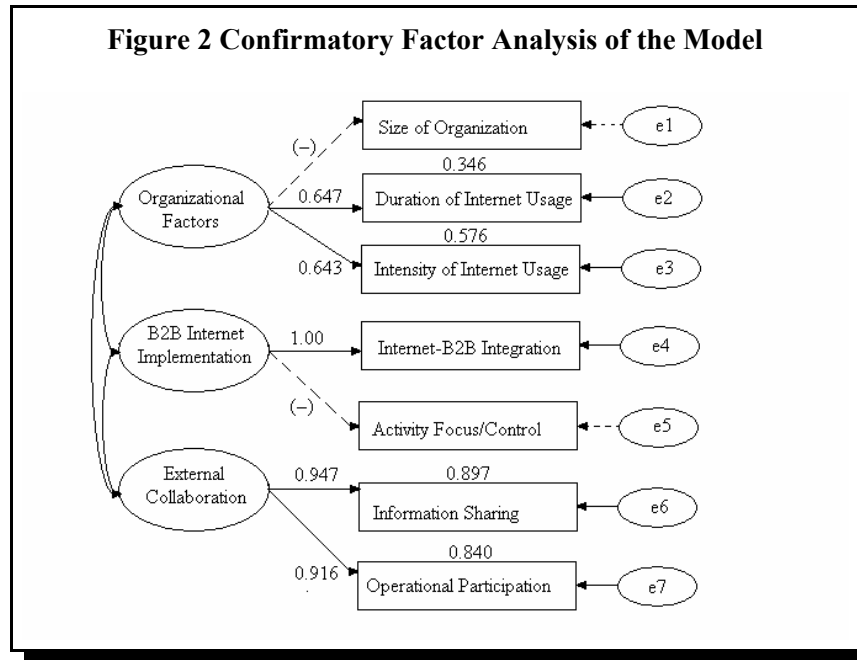 Figure 2 Confirmatory Factor Analysis of the Model
Size of Organization
e1
(–)
0.346
Organizational
Factors
0.647
Duration of Internet Usage
e2
0.576
0.643
Intensity of Internet Usage
e3
B2B Internet
Implementation
1.00
Internet-B2B Integration
e4
(–)
Activity Focus/Control
e5
External
Collaboration
0.947
0.897
Information Sharing
e6
0.840
0.916
Operational Participation
e7